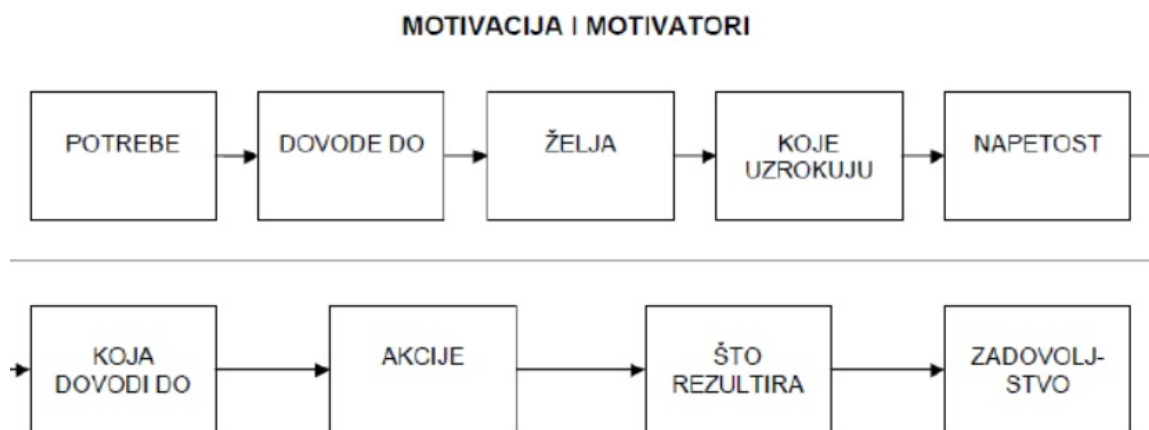 MOTIVACIJA I MOTIVATORI
POTREBE
DOVODE DO
ŽELJA
KOJE
UZROKUJU
NAPETOST
KOJA
DOVODI DO
AKCIJE
ŠTO
REZULTIRA
ZADOVOLJ-
STVO